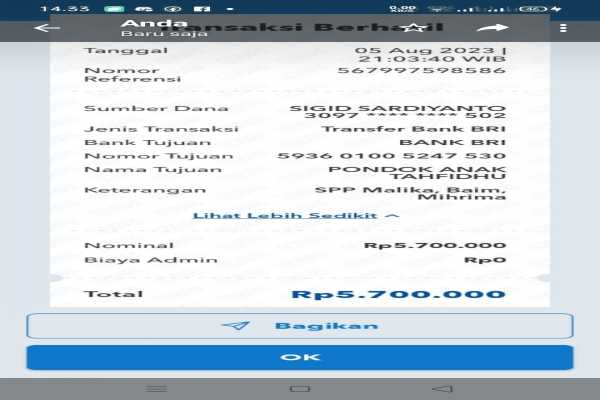 14.33
0,00
46
Anda
Baru saja
Transaksi Berhasil
Tanggal 05 Aug 2023 |
21:03:40 WIB
Nomor Referensi 567997598586
Sumber Dana SIGID SARDIYANTO
3097 **** **** 502
Jenis Transaksi Transfer Bank BRI
Bank Tujuan BANK BRI
Nomor Tujuan 5936 0100 5247 530
Nama Tujuan PONDOK ANAK
TAHFIDHU
Keterangan SPP Malika, Baim,
Mihrima
Lihat Lebih Sedikit
Nominal Rp5.700.000
Biaya Admin Rp0
Total Rp5.700.000
Bagikan
OK